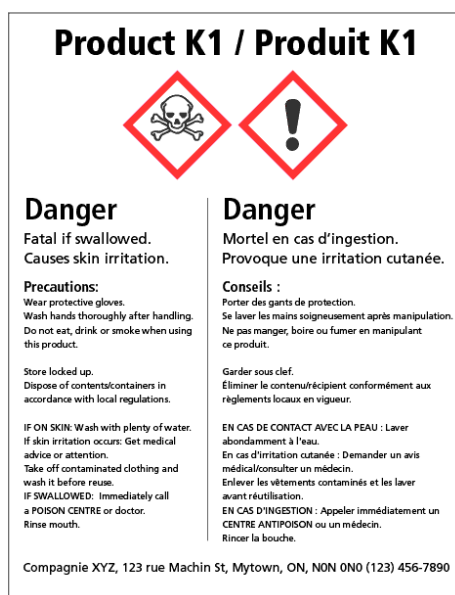 Product K1 / Produit K1
Danger
Fatal if swallowed.
Causes skin irritation.
Precautions:
Wear protective gloves.
Wash hands thoroughly after handling.
Do not eat, drink or smoke when using
this product.
Store locked up.
Dispose of contents/containers in
accordance with local regulations.
IF ON SKIN: Wash with plenty of water.
If skin irritation occurs: Get medical
advice or attention.
Take off contaminated clothing and
wash it before reuse.
IF SWALLOWED: Immediately call
a POISON CENTRE or doctor.
Rinse mouth.
Danger
Mortel en cas d'ingestion.
Provoque une irritation cutanée.
Conseils :
Porter des gants de protection.
Se laver les mains soigneusement après manipulation.
Ne pas manger, boire ou fumer en manipulant
ce produit.
Garder sous clef.
Éliminer le contenu/récipient conformément aux
règlements locaux en vigueur.
EN CAS DE CONTACT AVEC LA PEAU : Laver
abondamment à l'eau.
En cas d'irritation cutanée : Demander un avis
médical/consulter un médecin.
Enlever les vêtements contaminés et les laver
avant réutilisation.
EN CAS D'INGESTION : Appeler immédiatement un
CENTRE ANTIPOISON ou un médecin.
Rincer la bouche.
Compagnie XYZ, 123 rue Machin St, Mytown, ON, N0N 0N0 (123) 456-7890